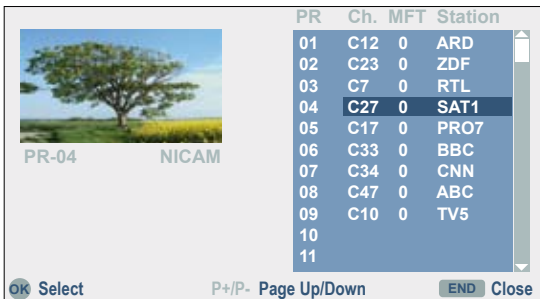 PR Ch. MFT Station
01 C12 0 ARD
02 C23 0 ZDF
03 C7 0 RTL
04 C27 0 SAT1
05 C17 0 PRO7
06 C33 0 BBC
07 C34 0 CNN
08 C47 0 ABC
09 C10 0 TV5
10
11
PR-04 NICAM
OK Select P+/P- Page Up/Down END Close